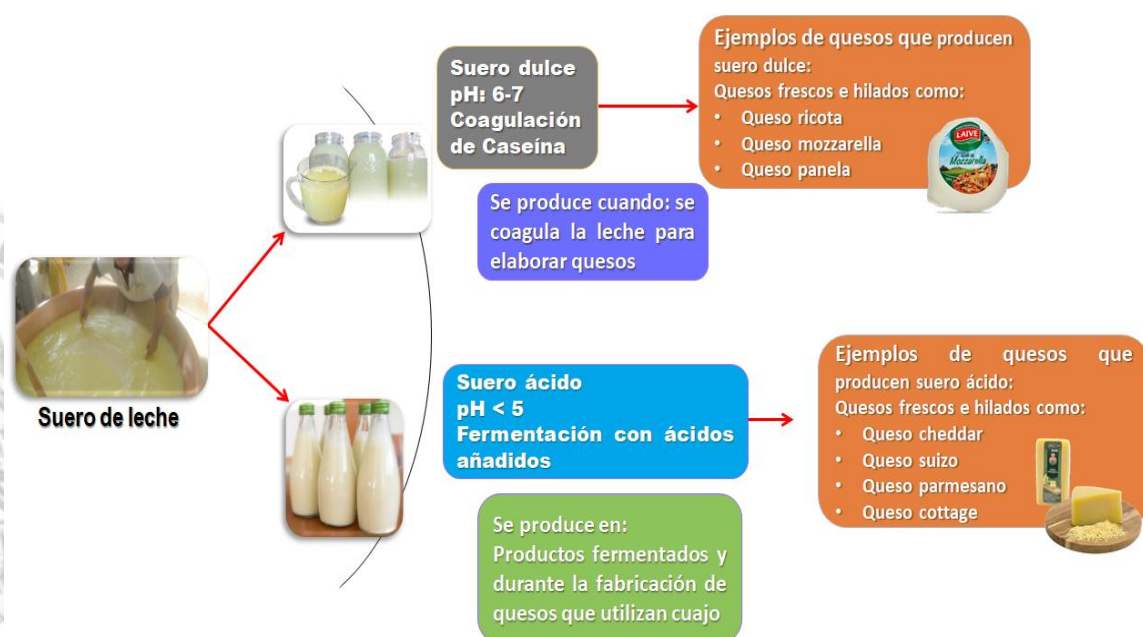 Suero de leche
Suero dulce
pH: 6-7
Coagulación
de Caseína
Se produce cuando: se
coagula la leche para
elaborar quesos
Ejemplos de quesos que producen
suero dulce:
Quesos frescos e hilados como:
• Queso ricota
• Queso mozzarella
• Queso panela
LAIVE
Mozzarella
Suero ácido
pH < 5
Fermentación con ácidos
añadidos
Se produce en:
Productos fermentados y
durante la fabricación de
quesos que utilizan cuajo
Ejemplos de quesos que
producen suero ácido:
Quesos frescos e hilados como:
• Queso cheddar
• Queso suizo
• Queso parmesano
• Queso cottage